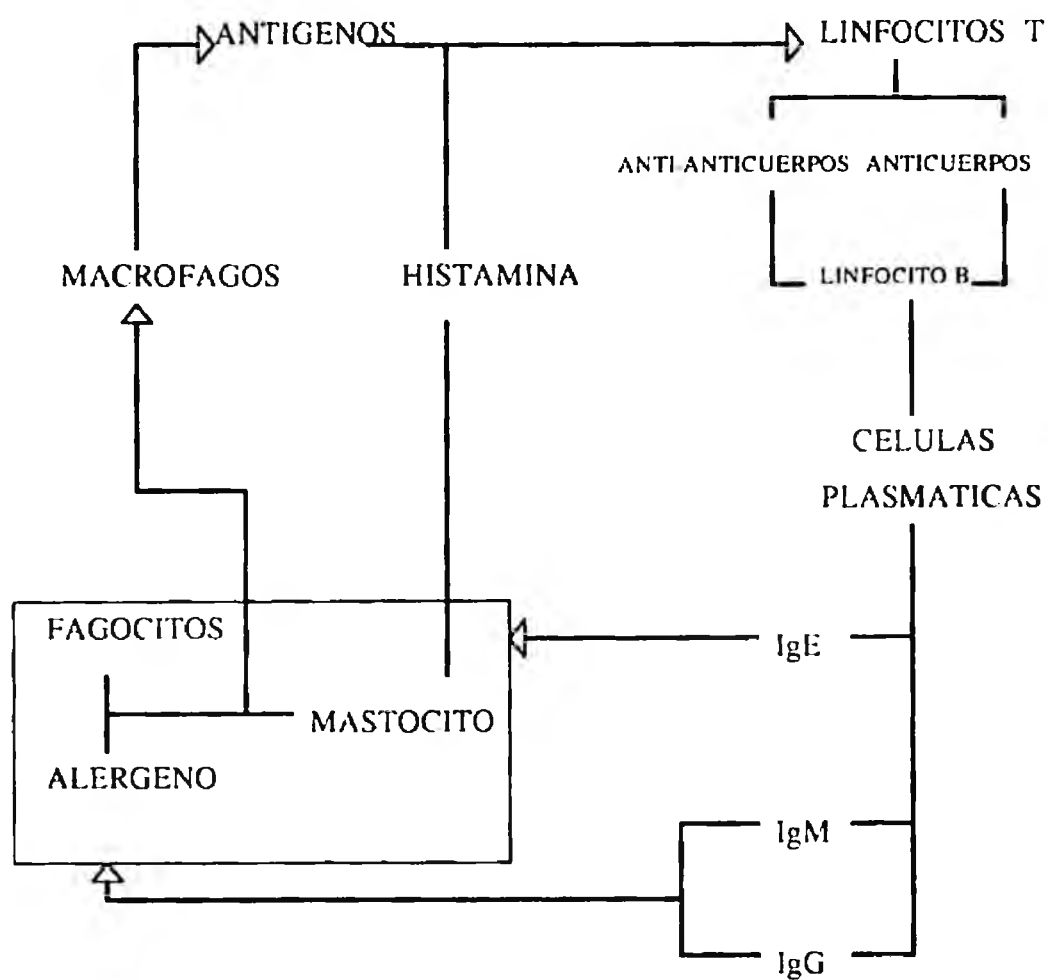 ANTIGENOS
LINFOCITOS T
ANTI-ANTICUERPOS ANTICUERPOS
MACROFAGOS
HISTAMINA
LINFOCITO B
CELULAS
PLASMATICAS
FAGOCITOS
IgE
MASTOCITO
ALERGENO
IgM
IgG